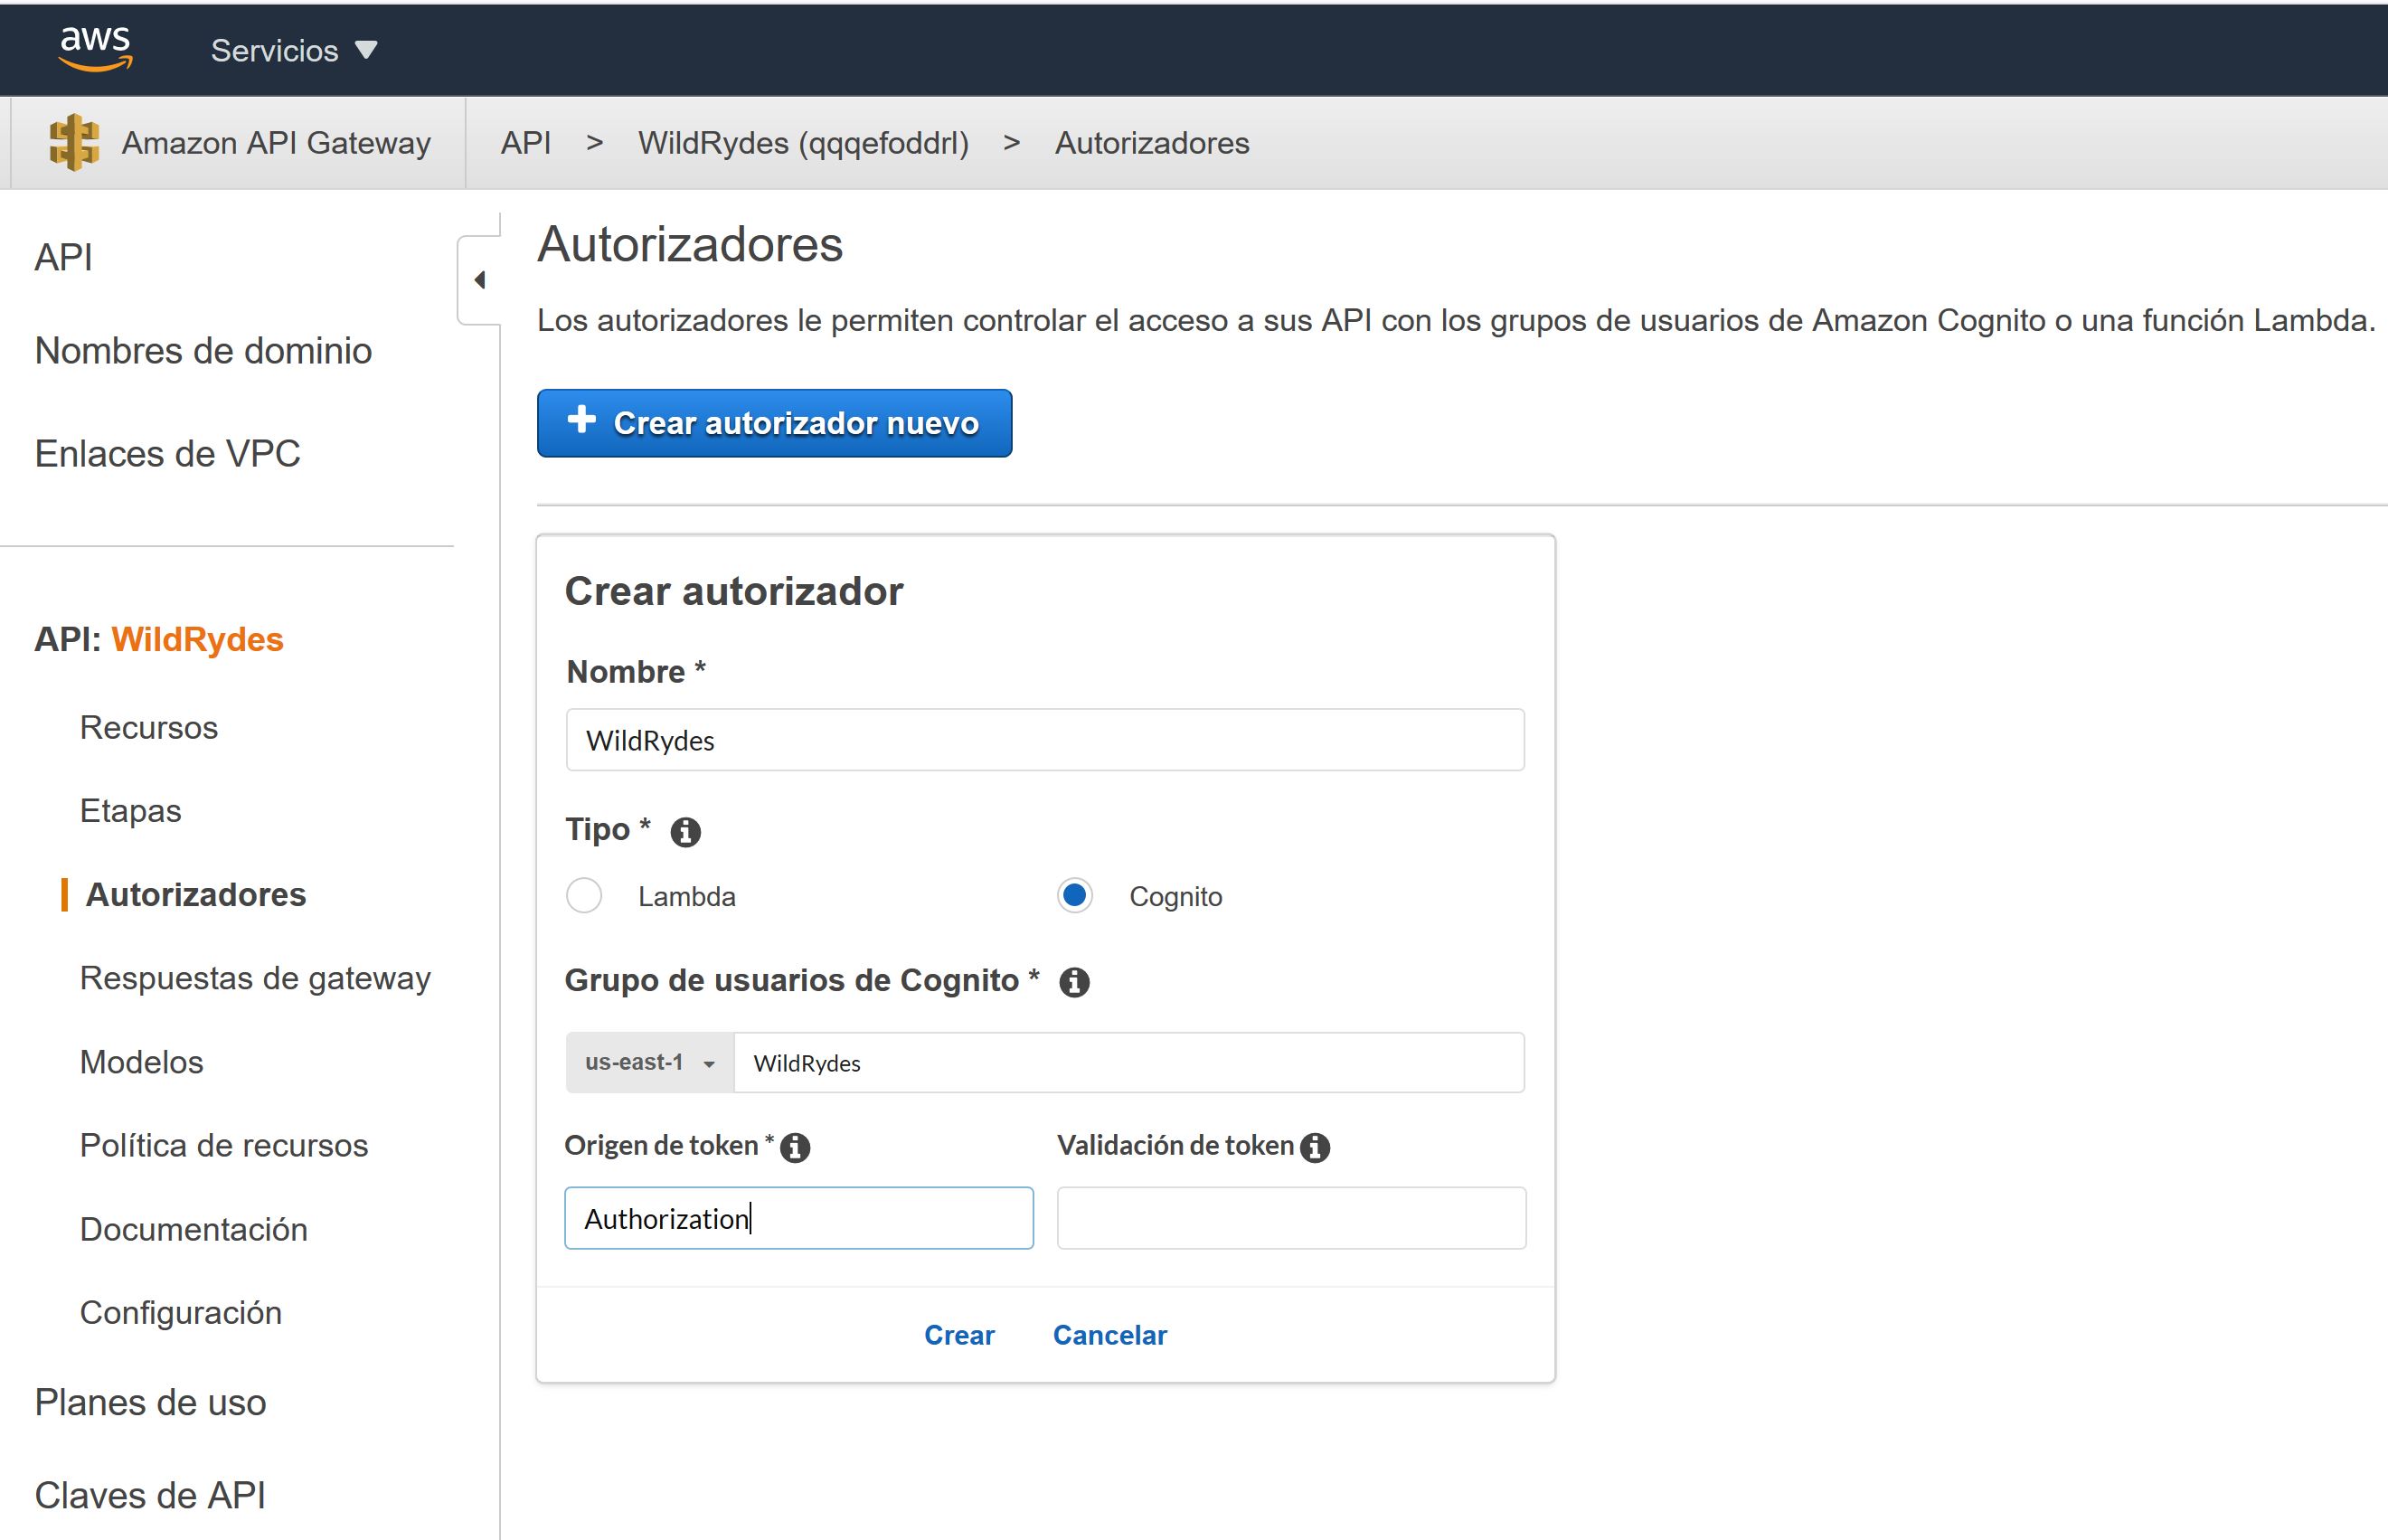 aws Servicios
Amazon API Gateway API > WildRydes (qqqefoddrl) > Autorizadores
API
Nombres de dominio
Enlaces de VPC
API: WildRydes
Recursos
Etapas
Autorizadores
Respuestas de gateway
Modelos
Política de recursos
Documentación
Configuración
Planes de uso
Claves de API
Autorizadores
Los autorizadores le permiten controlar el acceso a sus API con los grupos de usuarios de Amazon Cognito o una función Lambda.
+ Crear autorizador nuevo
Crear autorizador
Nombre *
WildRydes
Tipo *
Lambda Cognito
Grupo de usuarios de Cognito *
us-east-1 WildRydes
Origen de token * Validación de token
Authorization
Crear Cancelar